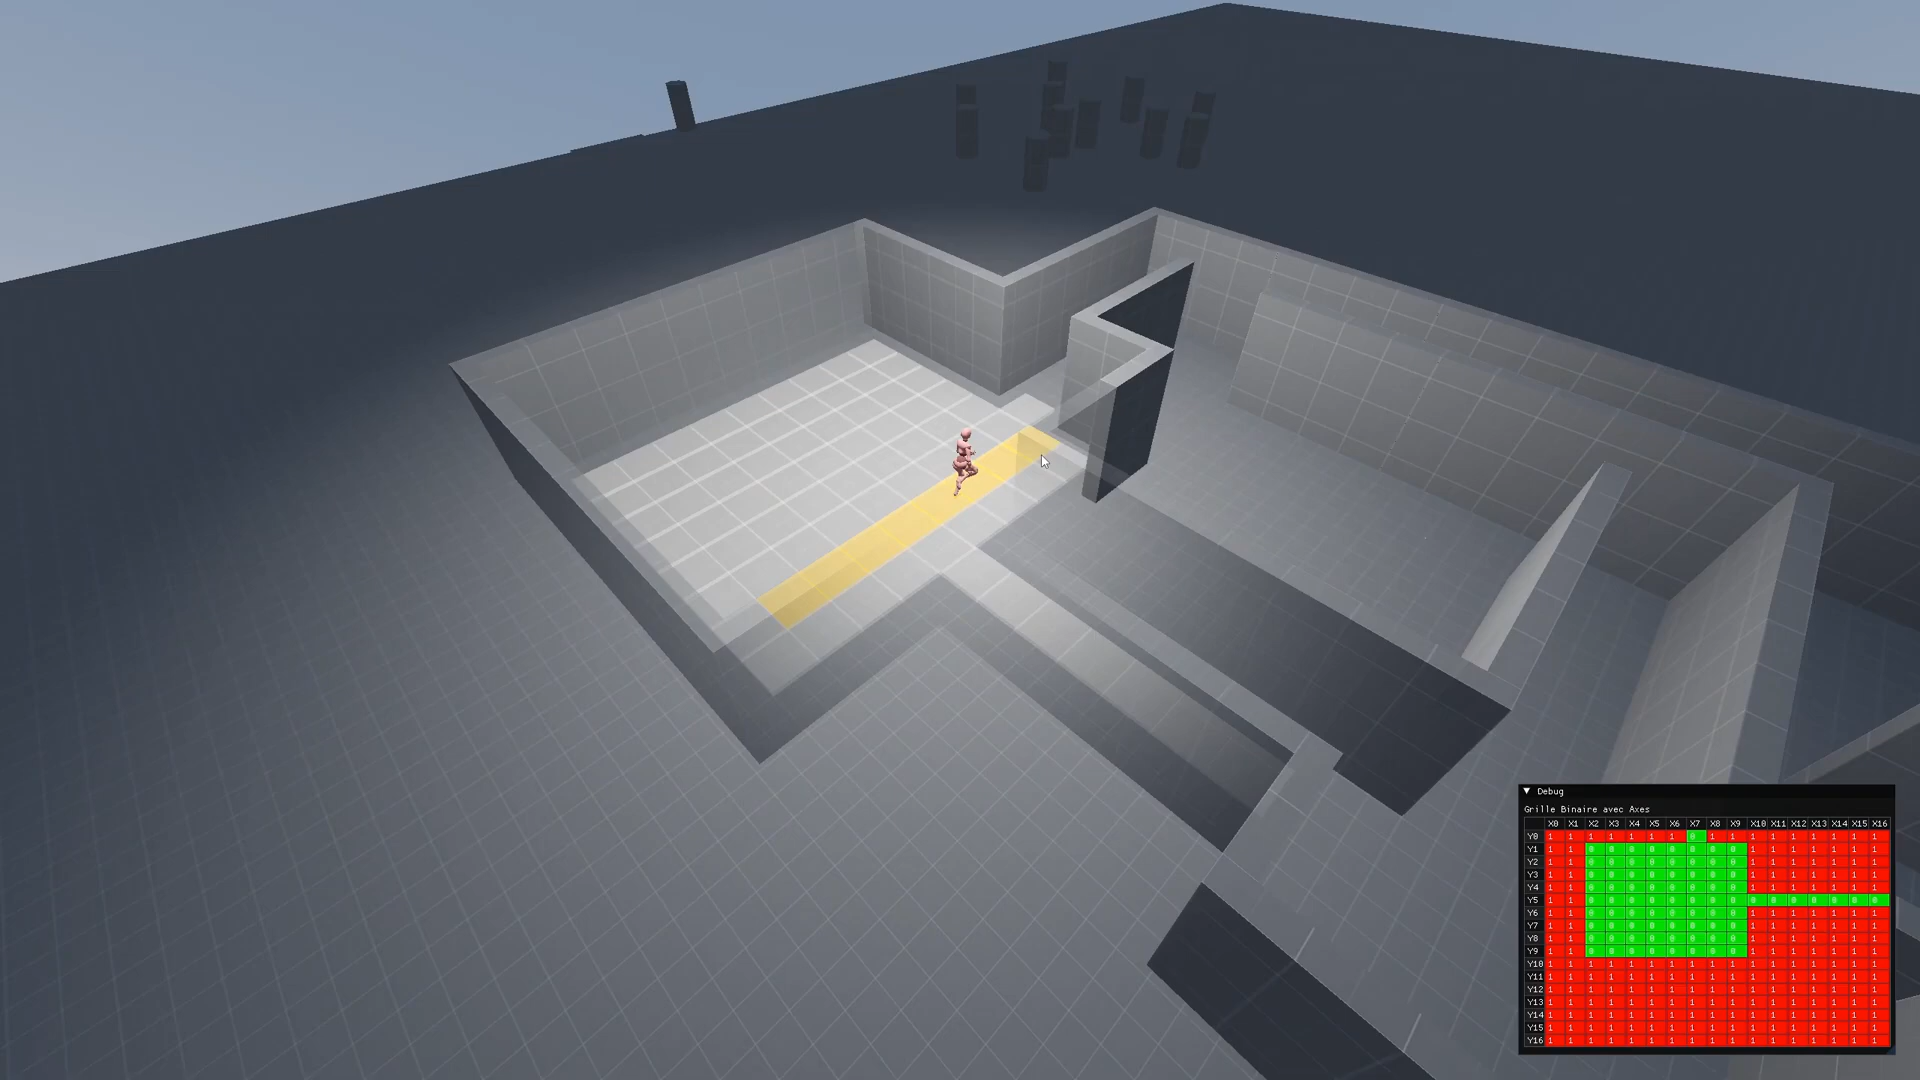 ▼ Debug
Grille Binaire avec Axes
X0 X1 X2 X3 X4 X5 X6 X7 X8 X9 X10 X11 X12 X13 X14 X15 X16
Y0 1 1 1 1 1 1 1 0 1 1 1 1 1 1 1 1 1
Y1 1 1 0 0 0 0 0 0 0 0 1 1 1 1 1 1 1
Y2 1 1 0 0 0 0 0 0 0 0 1 1 1 1 1 1 1
Y3 1 1 0 0 0 0 0 0 0 0 1 1 1 1 1 1 1
Y4 1 1 0 0 0 0 0 0 0 0 1 1 1 1 1 1 1
Y5 1 1 0 0 0 0 0 0 0 0 0 0 0 0 0 0 0
Y6 1 1 0 0 0 0 0 0 0 0 1 1 1 1 1 1 1
Y7 1 1 0 0 0 0 0 0 0 0 1 1 1 1 1 1 1
Y8 1 1 0 0 0 0 0 0 0 0 1 1 1 1 1 1 1
Y9 1 1 0 0 0 0 0 0 0 0 1 1 1 1 1 1 1
Y10 1 1 1 1 1 1 1 1 1 1 1 1 1 1 1 1 1
Y11 1 1 1 1 1 1 1 1 1 1 1 1 1 1 1 1 1
Y12 1 1 1 1 1 1 1 1 1 1 1 1 1 1 1 1 1
Y13 1 1 1 1 1 1 1 1 1 1 1 1 1 1 1 1 1
Y14 1 1 1 1 1 1 1 1 1 1 1 1 1 1 1 1 1
Y15 1 1 1 1 1 1 1 1 1 1 1 1 1 1 1 1 1
Y16 1 1 1 1 1 1 1 1 1 1 1 1 1 1 1 1 1